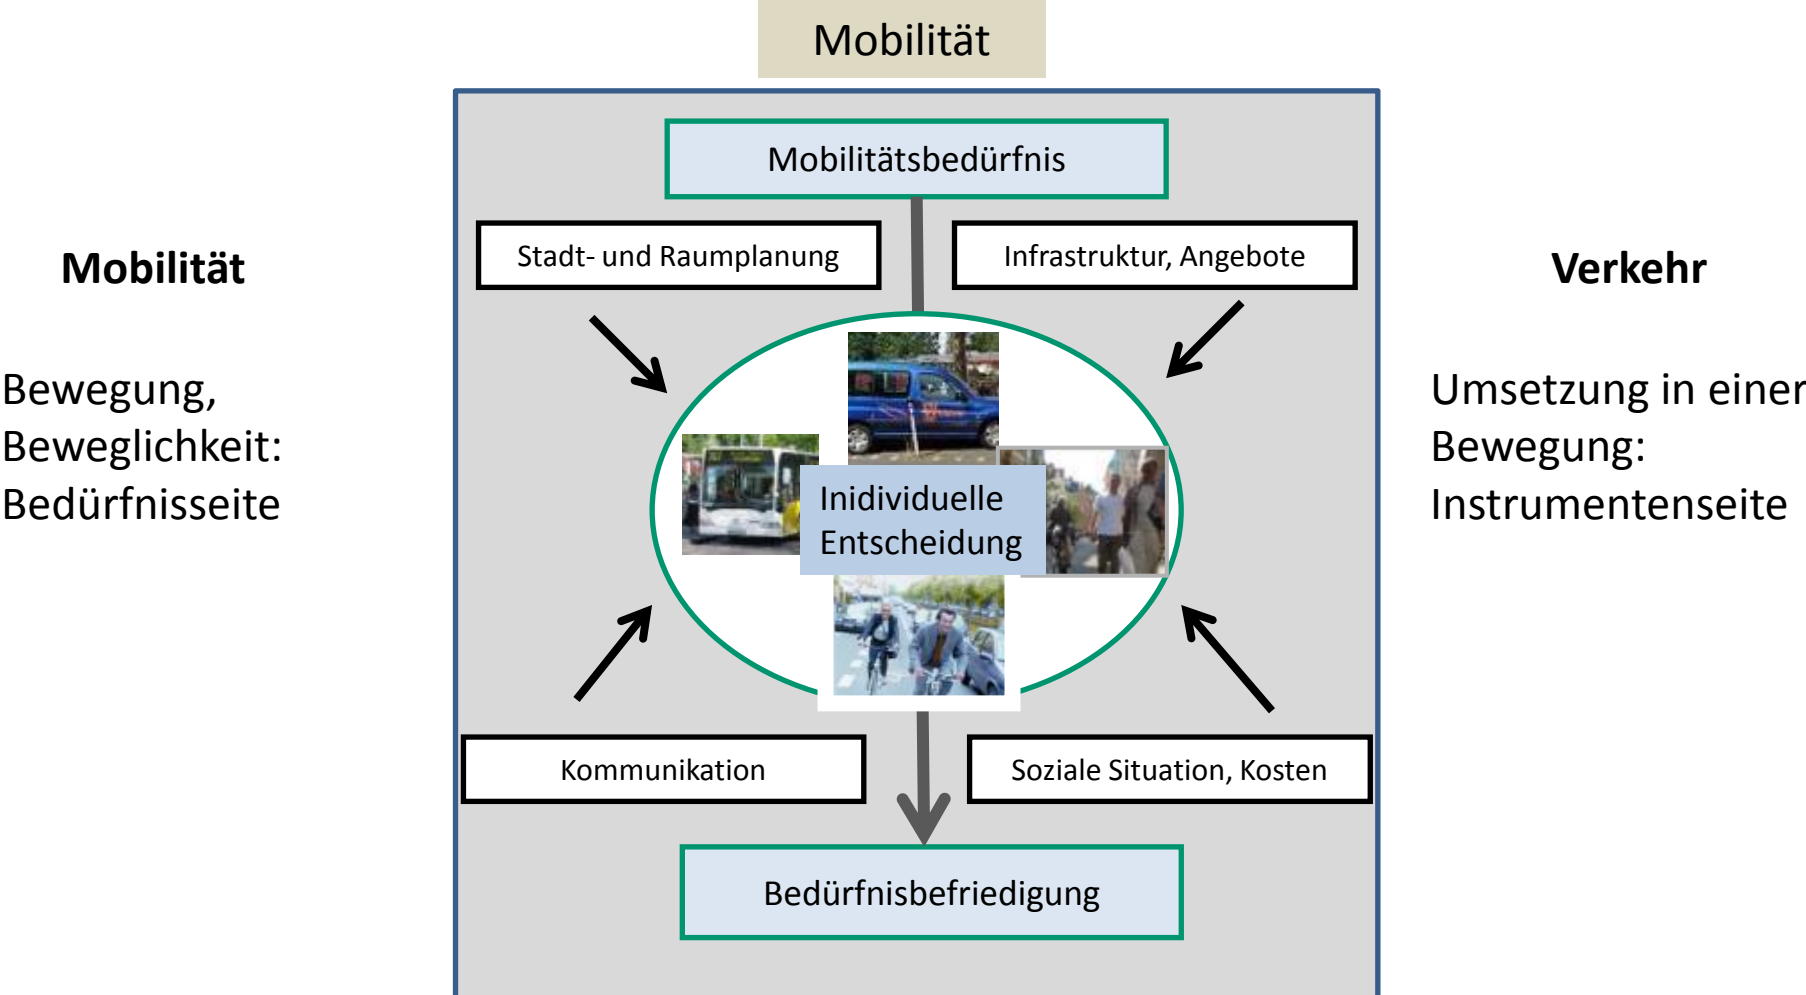 Mobilität
Mobilitätsbedürfnis
Stadt- und Raumplanung
Infrastruktur, Angebote
Mobilität
Bewegung,
Beweglichkeit:
Bedürfnisseite
Inidividuelle
Entscheidung
Verkehr
Umsetzung in einer
Bewegung:
Instrumentenseite
Kommunikation
Soziale Situation, Kosten
Bedürfnisbefriedigung